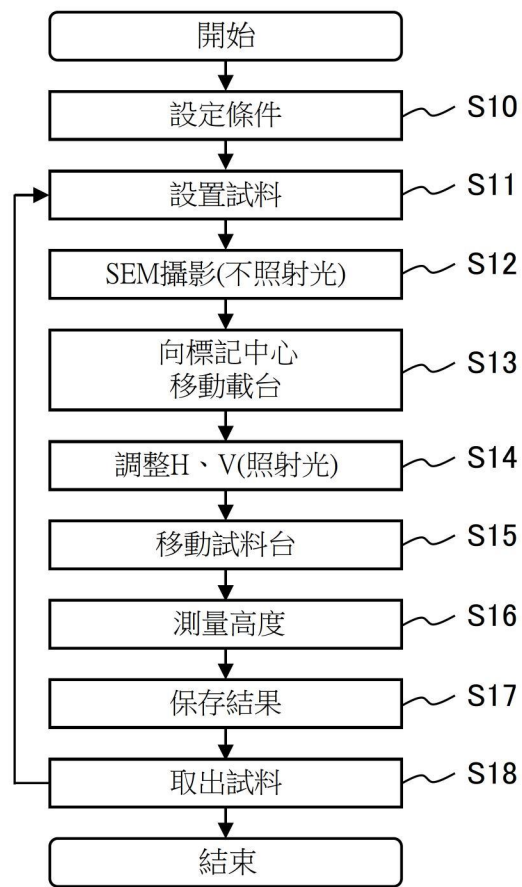 開始
設定條件
S10
設置試料
S11
SEM攝影(不照射光)
S12
向標記中心
移動載台
S13
調整H、V(照射光)
S14
移動試料台
S15
測量高度
S16
保存結果
S17
取出試料
S18
結束